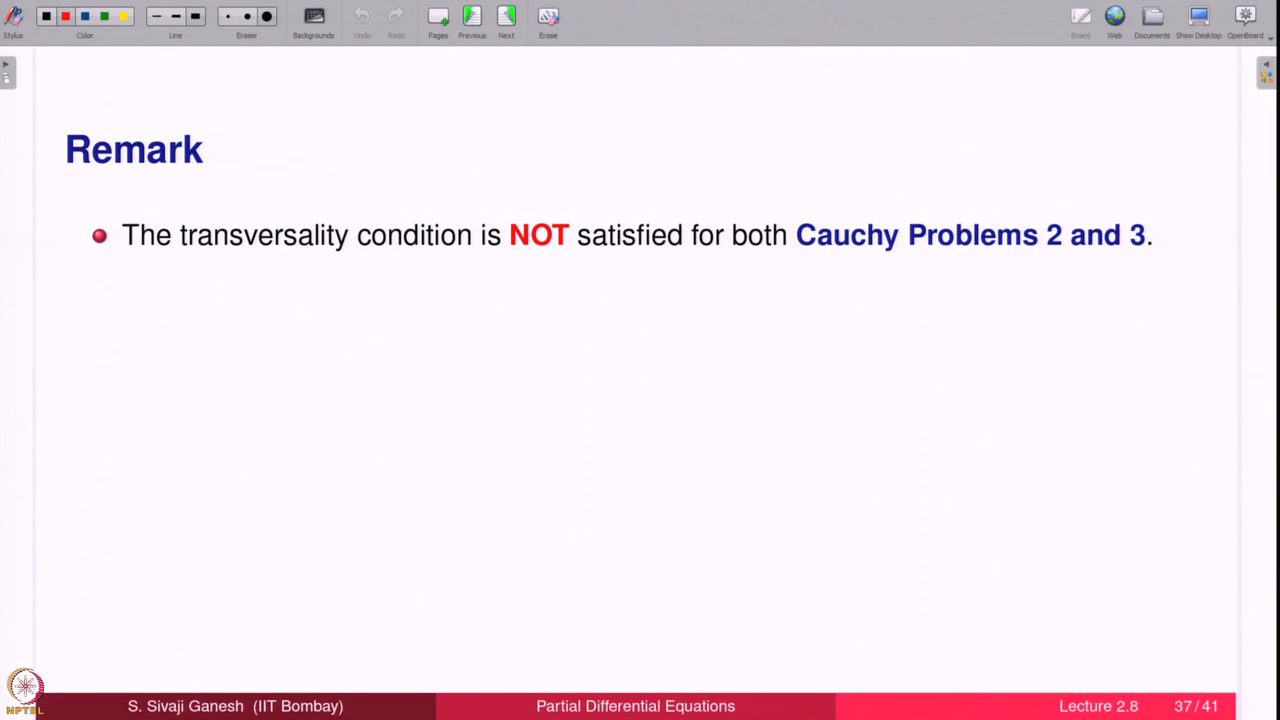 Stylus
Color
Line
Eraser
Backgrounds
Undo
Redo
Pages
Previous
Next
Erase
Board
Web
Documents
Show Desktop
OpenBoard
Remark
The transversality condition is NOT satisfied for both Cauchy Problems 2 and 3.
NPTEL
S. Sivaji Ganesh (IIT Bombay)
Partial Differential Equations
Lecture 2.8
37/41